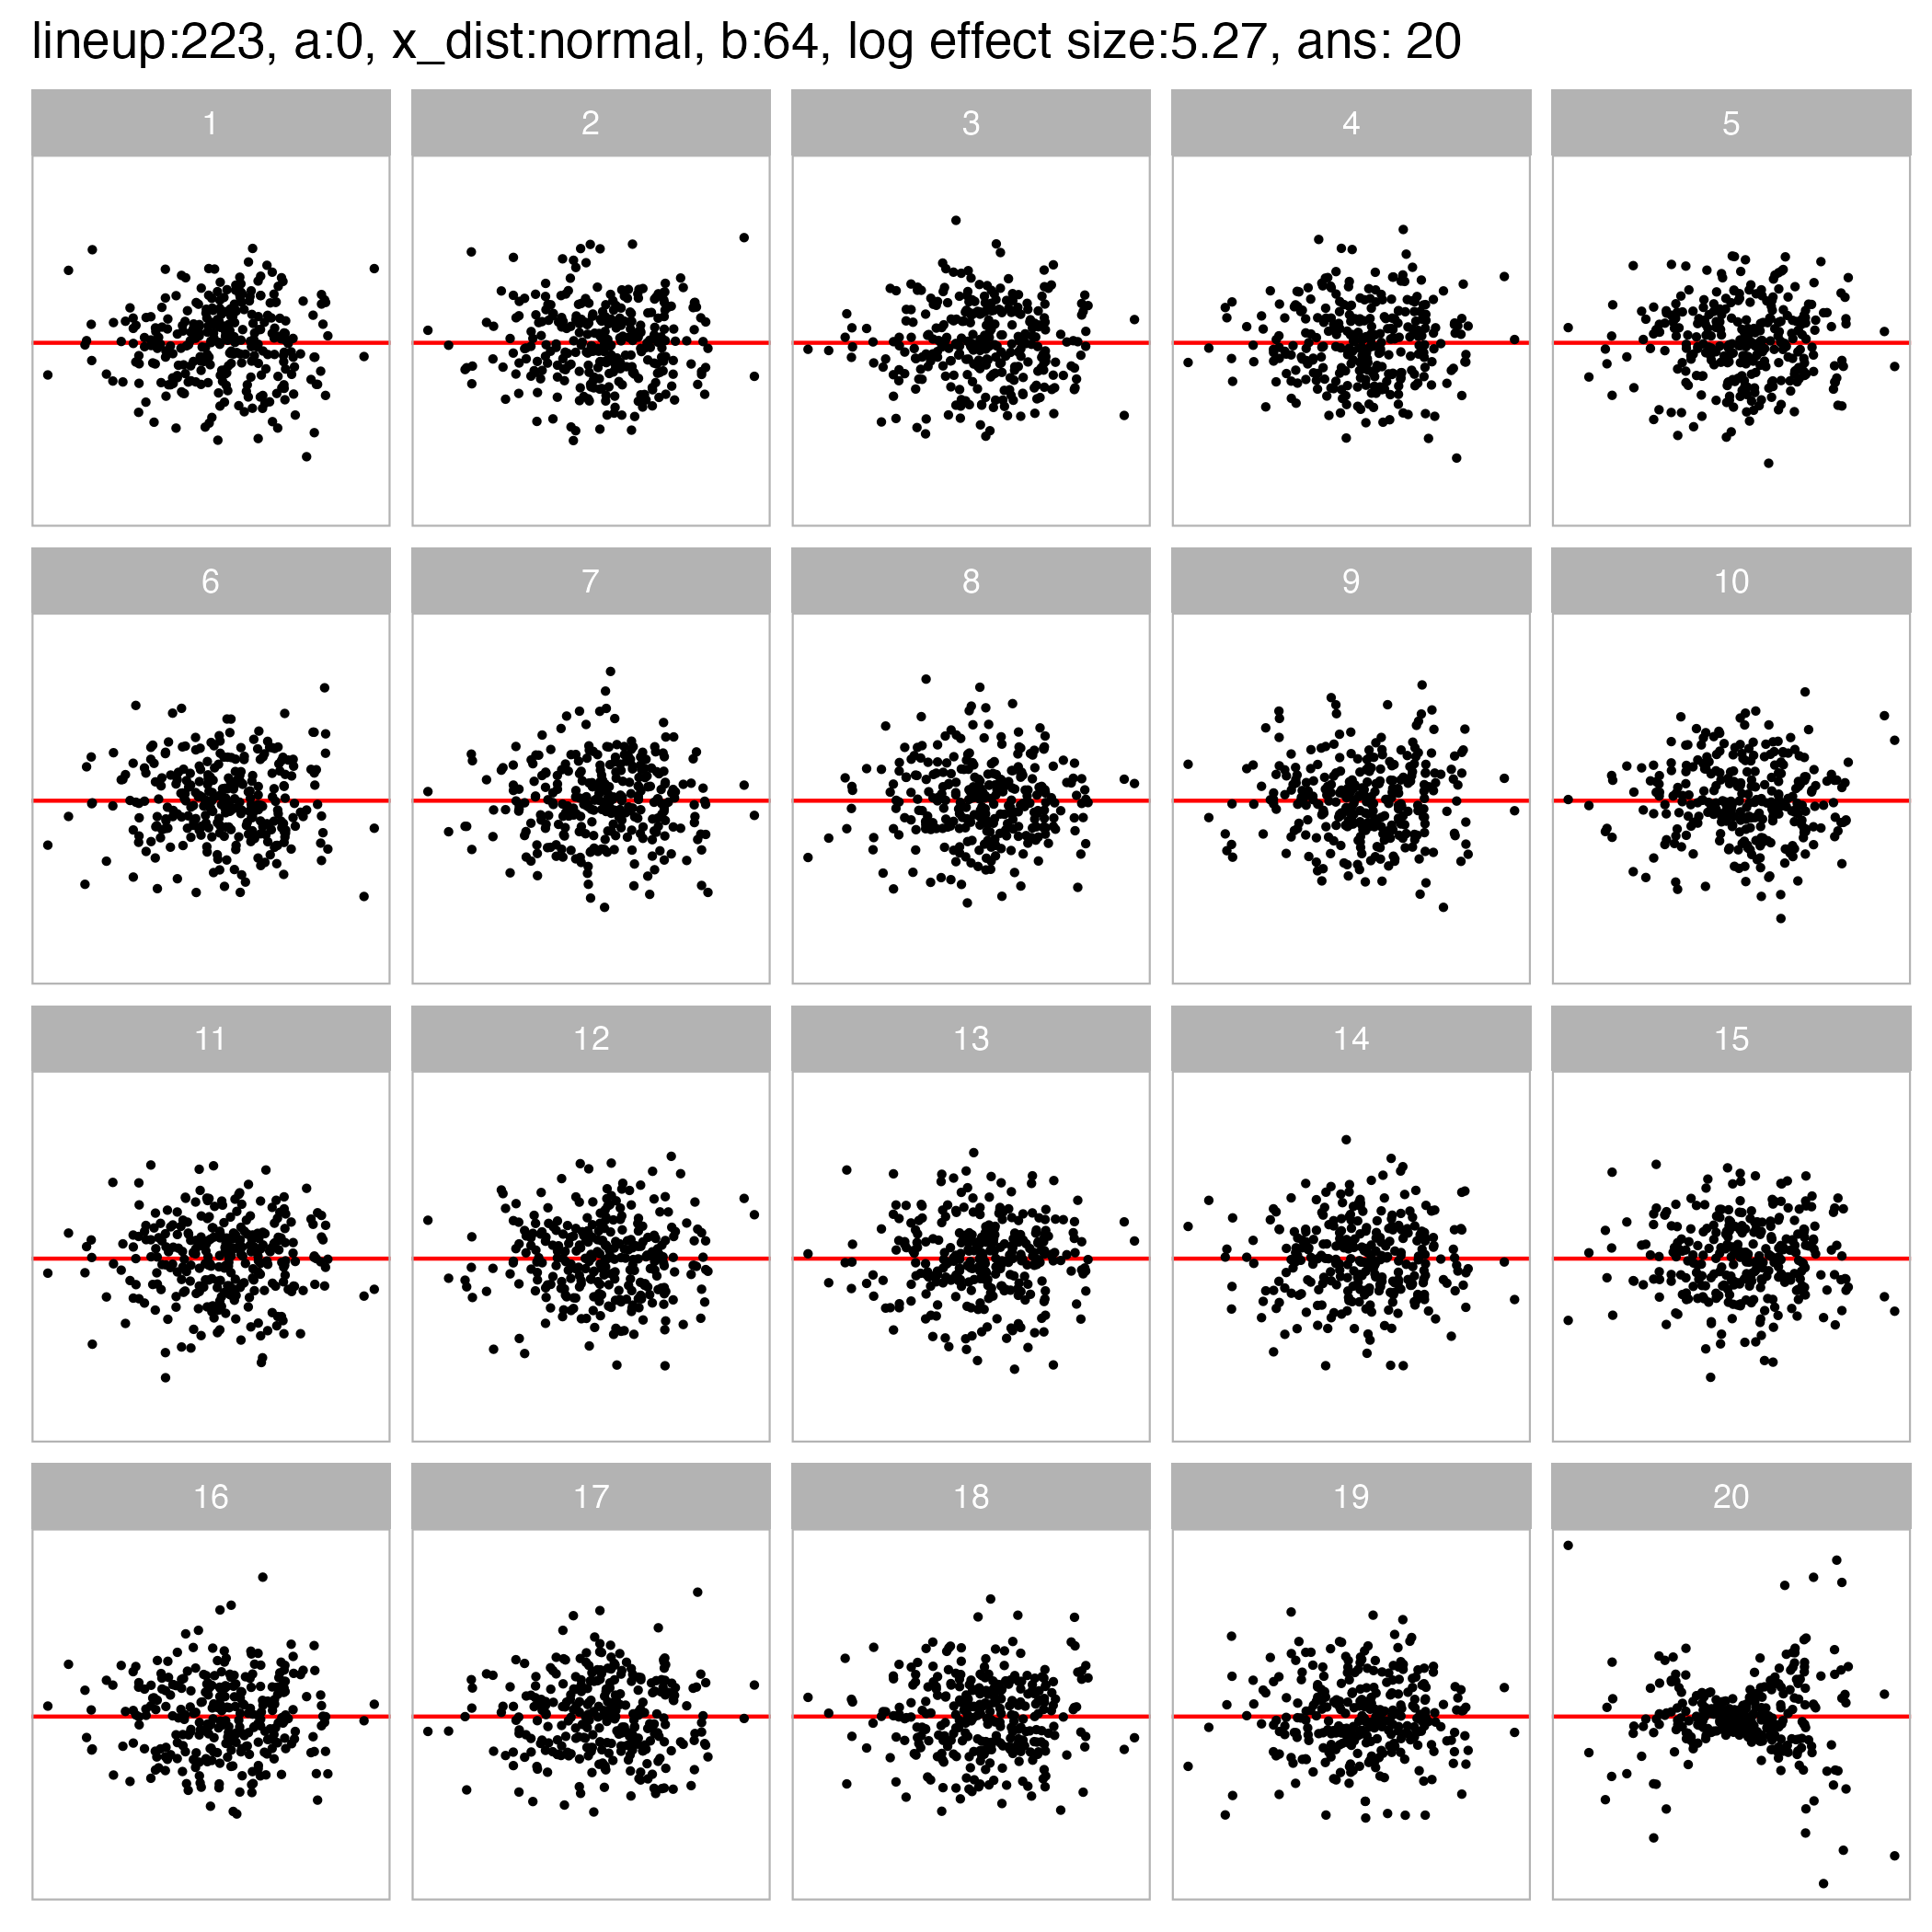 lineup:223, a:0, x_dist:normal, b:64, log effect size:5.27, ans: 20
1 2 3 4 5
6 7 8 9 10
11 12 13 14 15
16 17 18 19 20